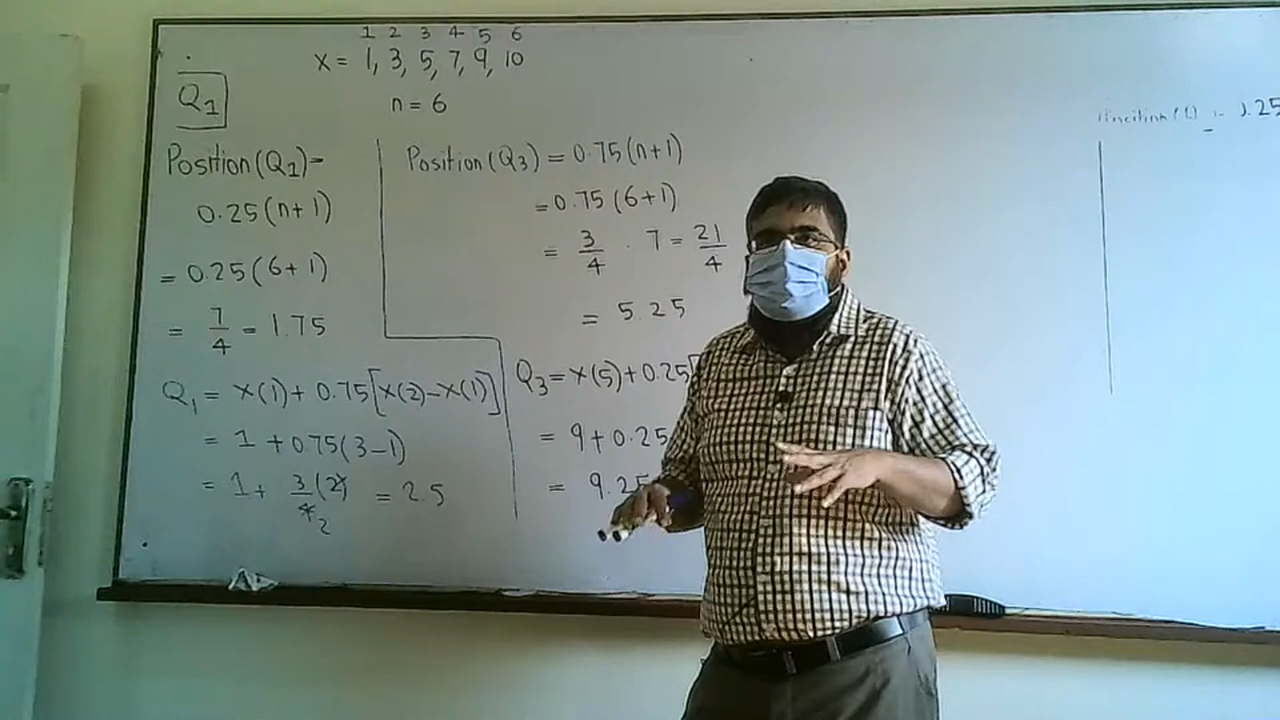 1 2 3 4 5 6
x = 1, 3, 5, 7, 9, 10
n = 6
Q1
Position(Q1)=
0.25(n+1)
= 0.25(6+1)
= 7/4 = 1.75
Q1 = x(1) + 0.75[x(2)-x(1)]
= 1 + 0.75(3-1)
= 1 + 3/4 (2) 2 = 2.5
Position(Q3) = 0.75(n+1)
= 0.75(6+1)
= 3/4 · 7 = 21/4
= 5.25
Q3 = x(5)+0.25[
= 9+0.25
= 9.25